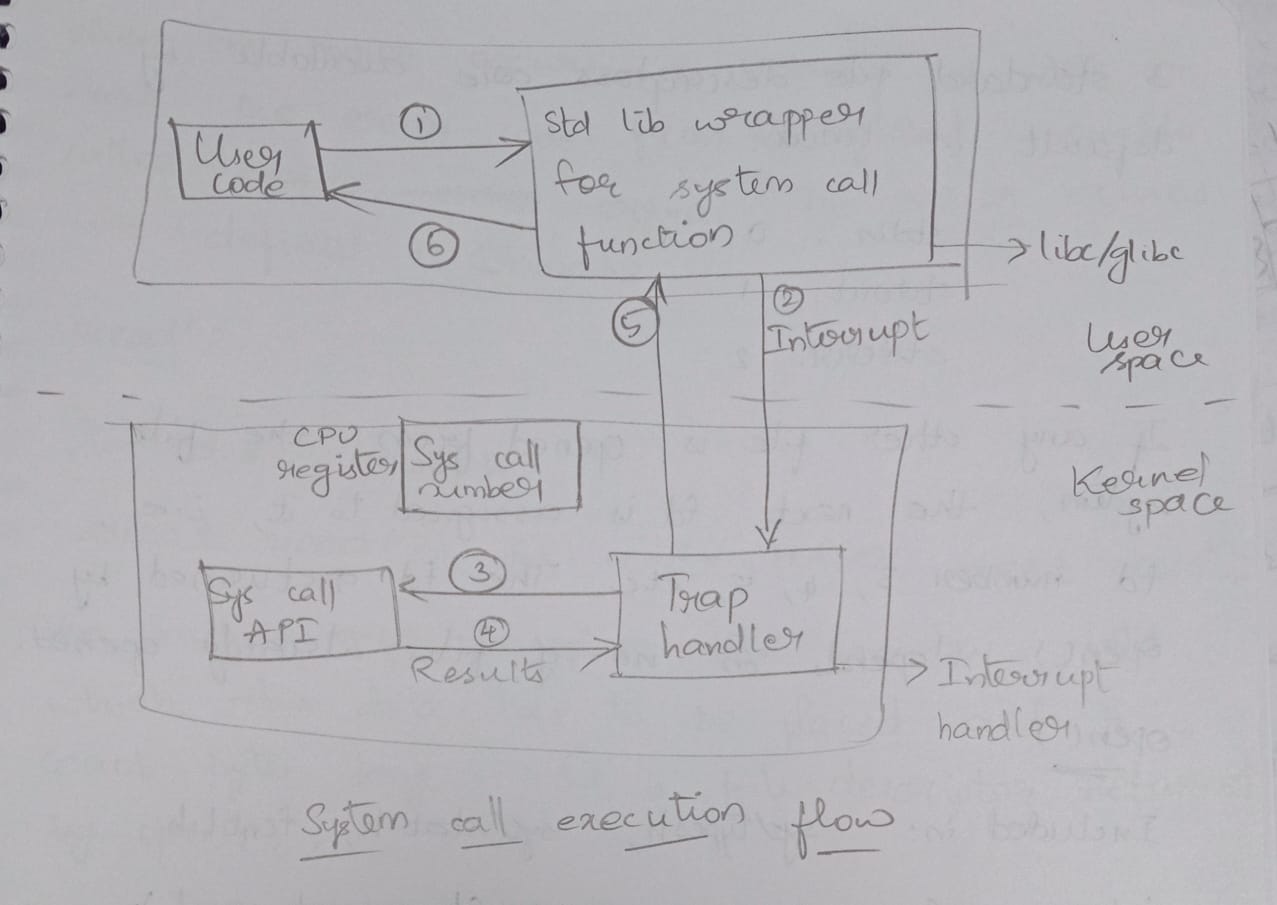 ①
User
code
Std lib wrapper
for system call
function
⑥
libc/glibc
⑤
②
Interrupt
User
space
CPU
register
Sys call
number
Kernel
space
③
Sys call
API
④
Results
Trap
handler
Interrupt
handler
System call execution flow